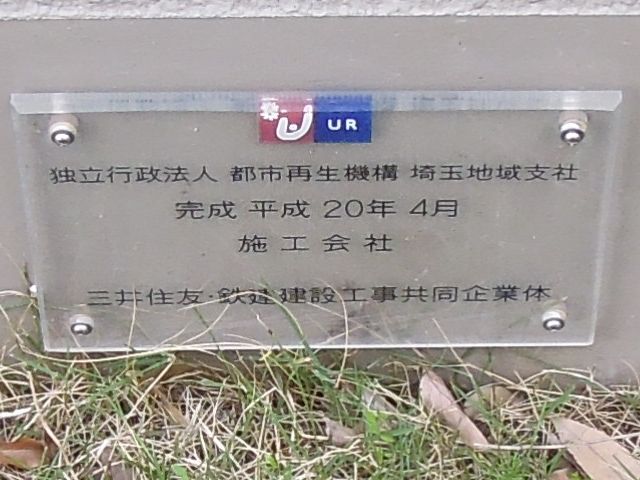 UR
独立行政法人 都市再生機構 埼玉地域支社
完成 平成 20年 4月
施工会社
三井住友・鉄建建設工事共同企業体